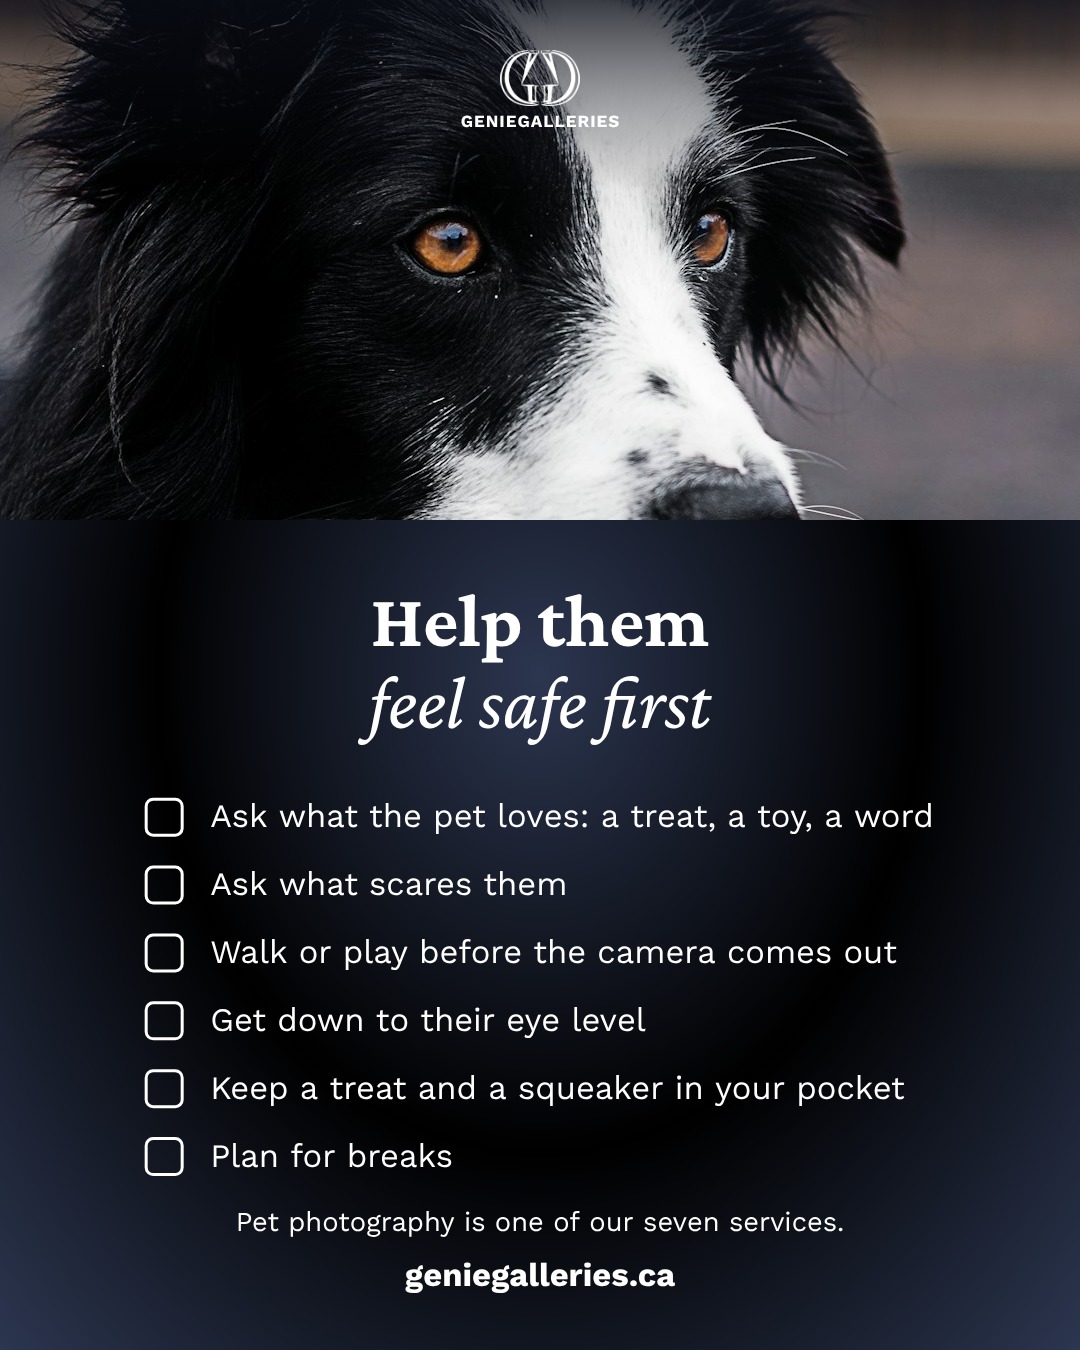 GENIEGALLERIES
Help them
feel safe first
Ask what the pet loves: a treat, a toy, a word
Ask what scares them
Walk or play before the camera comes out
Get down to their eye level
Keep a treat and a squeaker in your pocket
Plan for breaks
Pet photography is one of our seven services.
geniegalleries.ca